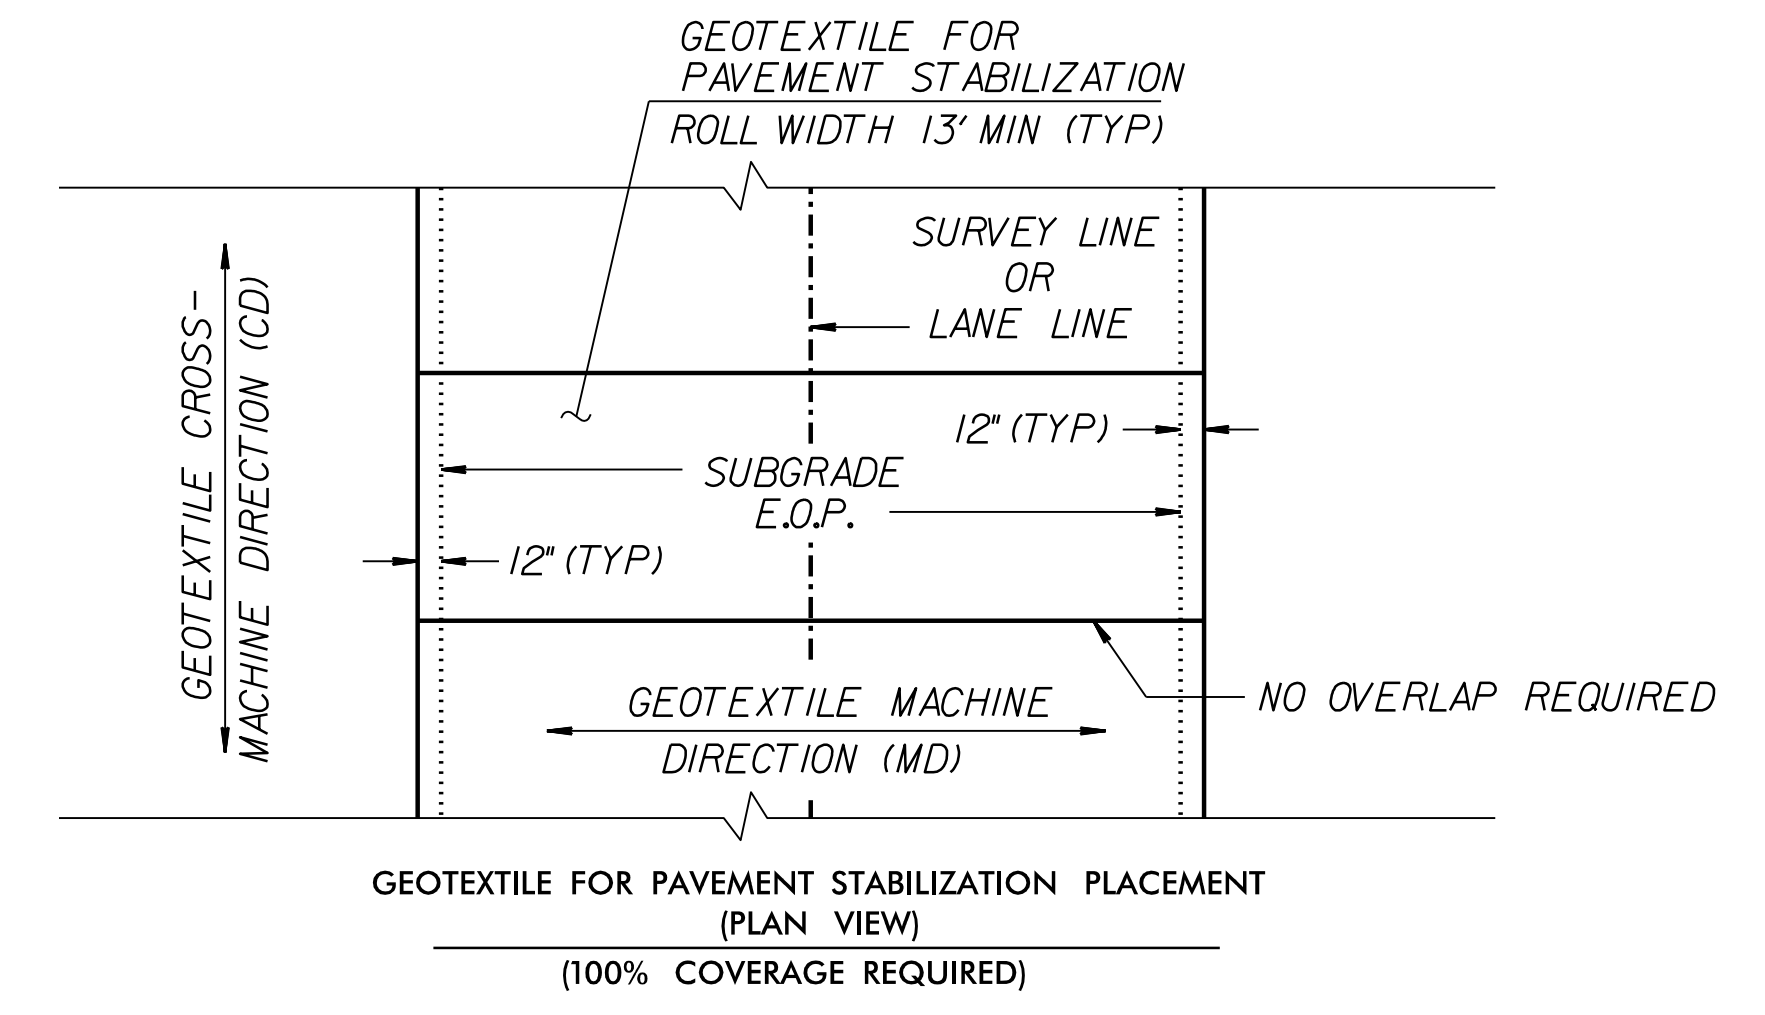 GEOTEXTILE FOR
PAVEMENT STABILIZATION
ROLL WIDTH 13' MIN (TYP)
SURVEY LINE
OR
LANE LINE
GEOTEXTILE CROSS-
MACHINE DIRECTION (CD)
12" (TYP)
SUBGRADE
E.O.P.
12" (TYP)
NO OVERLAP REQUIRED
GEOTEXTILE MACHINE
DIRECTION (MD)
GEOTEXTILE FOR PAVEMENT STABILIZATION PLACEMENT
(PLAN VIEW)
(100% COVERAGE REQUIRED)